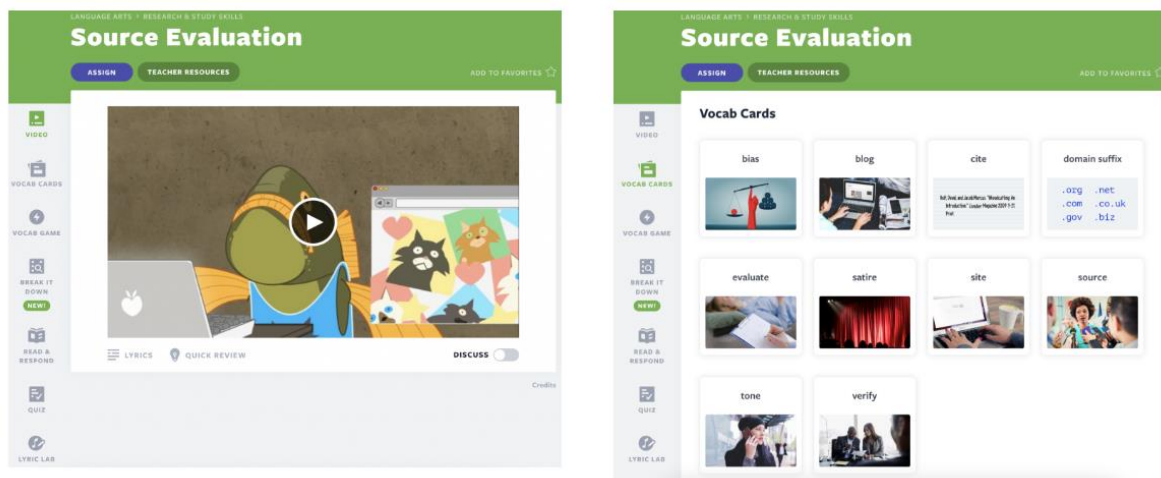 LANGUAGE ARTS > RESEARCH & STUDY SKILLS
Source Evaluation
ASSIGN
TEACHER RESOURCES
ADD TO FAVORITES
VIDEO
VOCAB CARDS
VOCAB GAME
BREAK IT
DOWN
NEW!
READ &
RESPOND
QUIZ
LYRIC LAB
LYRICS
QUICK REVIEW
DISCUSS
Credits
LANGUAGE ARTS > RESEARCH & STUDY SKILLS
Source Evaluation
ASSIGN
TEACHER RESOURCES
ADD TO FAVORITES
VIDEO
VOCAB CARDS
VOCAB GAME
BREAK IT
DOWN
NEW!
READ &
RESPOND
QUIZ
LYRIC LAB
Vocab Cards
bias
blog
cite
domain suffix
.org .net
.com .co.uk
.gov .biz
evaluate
satire
site
source
tone
verify